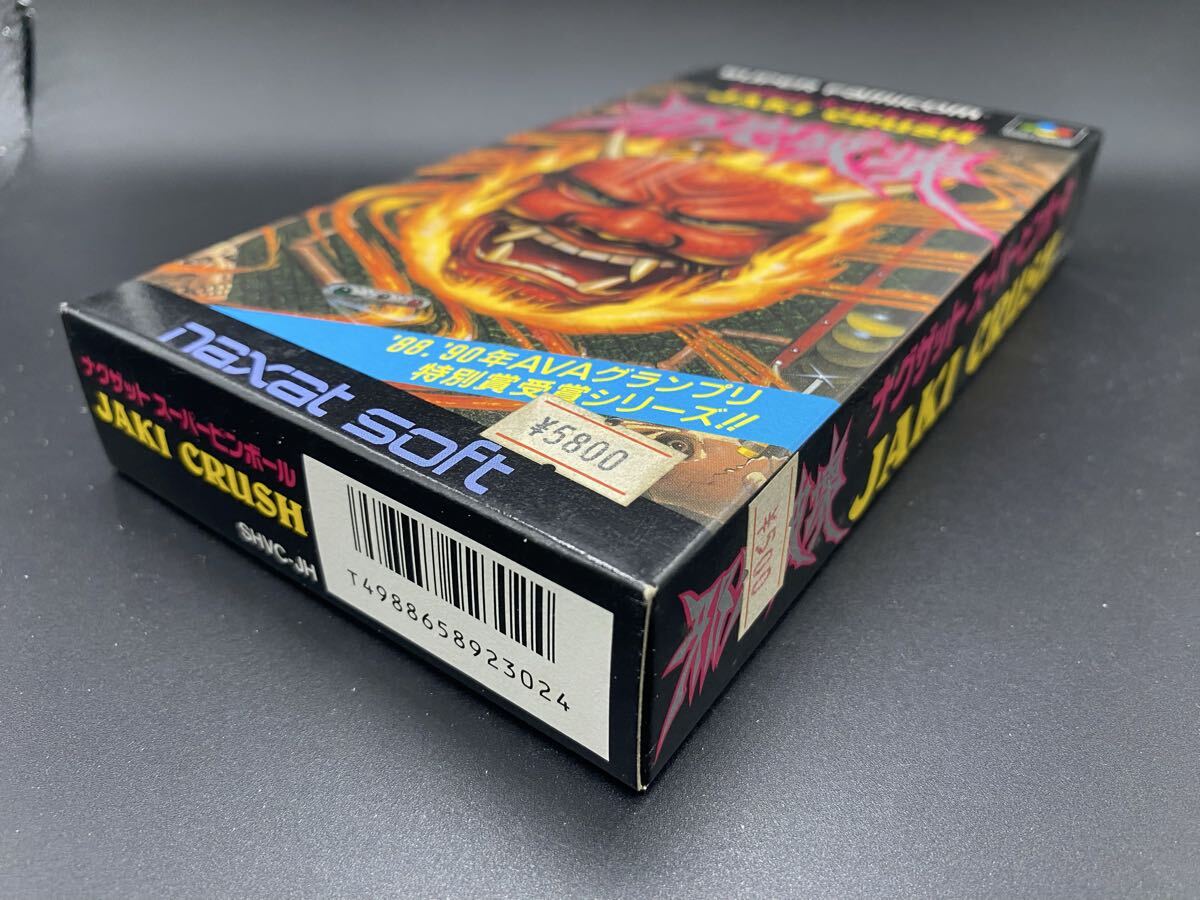 SUPER FAMICOM
JAKI CRUSH
'88.'90年AVAグランプリ
特別賞受賞シリーズ!!
naxat soft
¥5800
ナグザット スーパーピンボール
JAKI CRUSH
SHVC-JH
T4988658923024
ナグザット スーパーピンボール
JAKI CRUSH